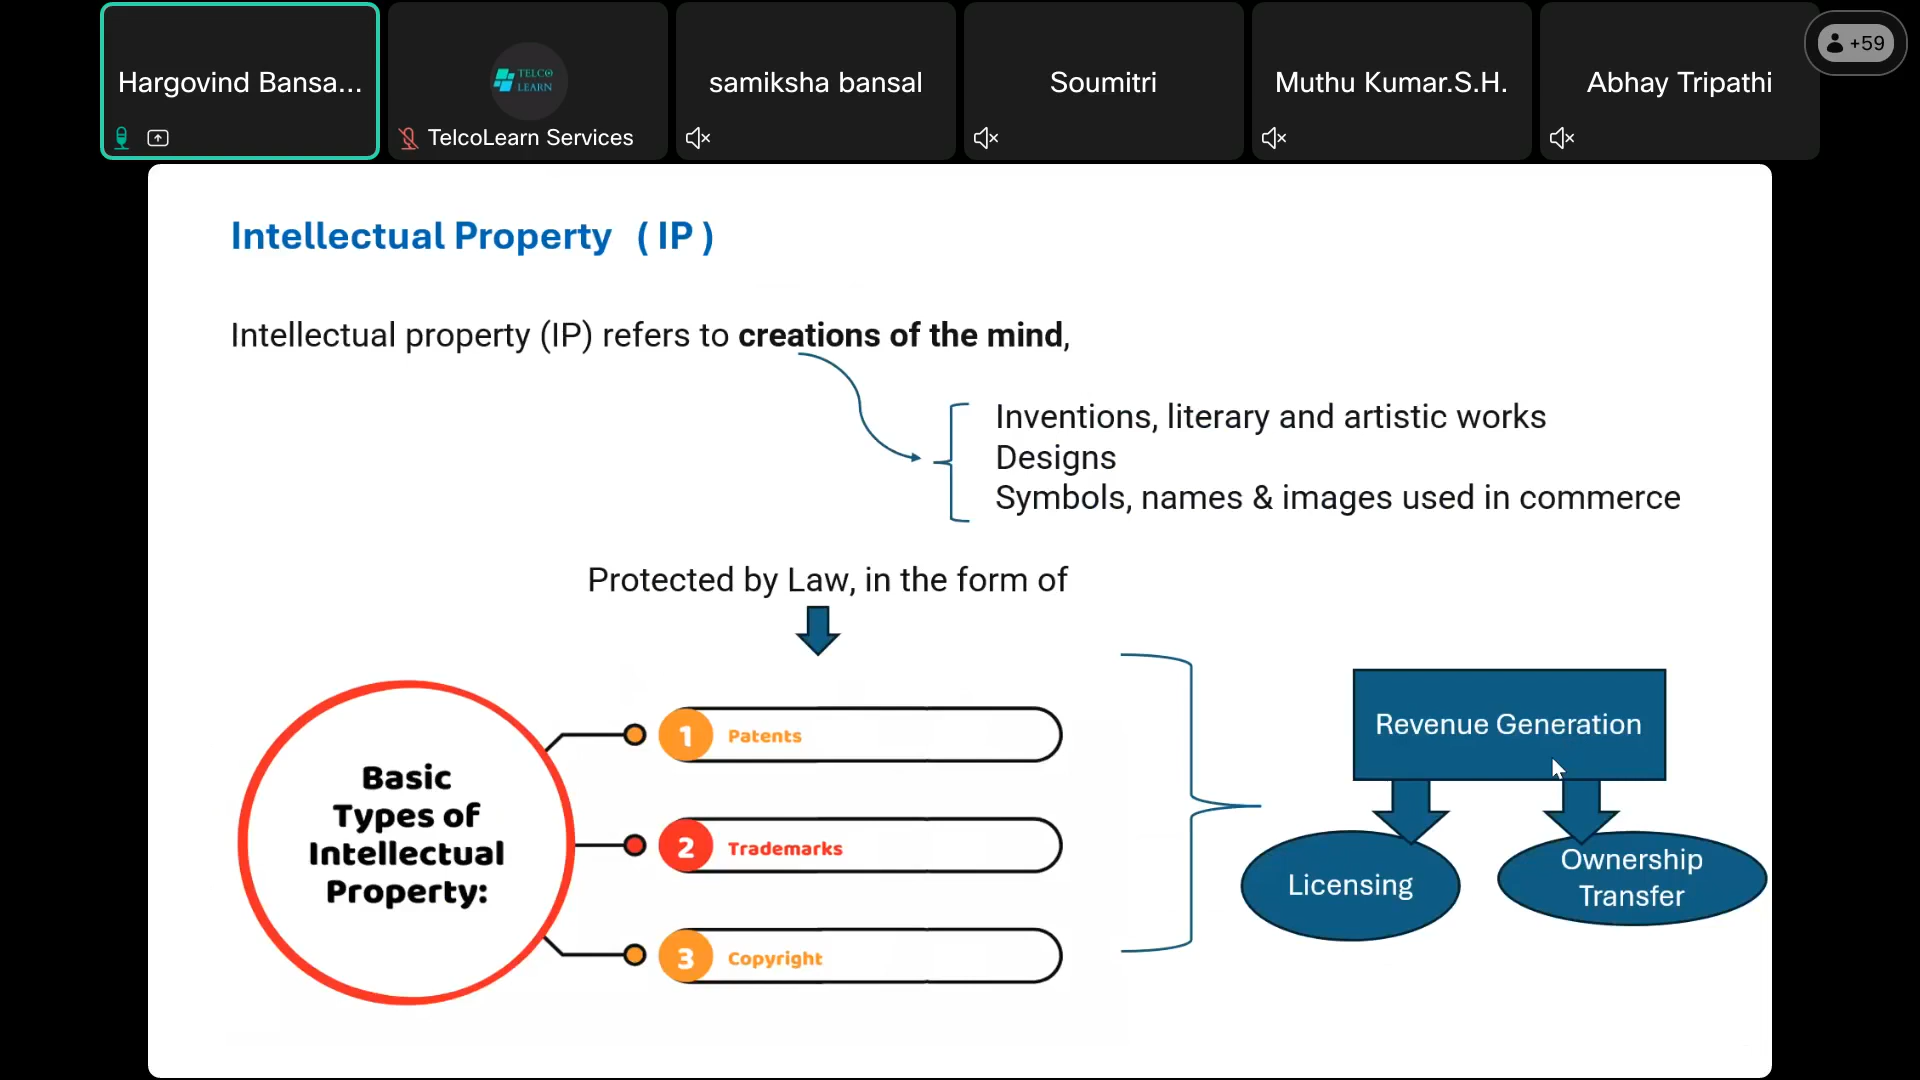 Hargovind Bansa...
TELCO
LEARN
TelcoLearn Services
samiksha bansal
Soumitri
Muthu Kumar.S.H.
Abhay Tripathi
+59
Intellectual Property ( IP )
Intellectual property (IP) refers to creations of the mind,
Inventions, literary and artistic works
Designs
Symbols, names & images used in commerce
Protected by Law, in the form of
Basic
Types of
Intellectual
Property:
1 Patents
2 Trademarks
3 Copyright
Revenue Generation
Licensing
Ownership
Transfer